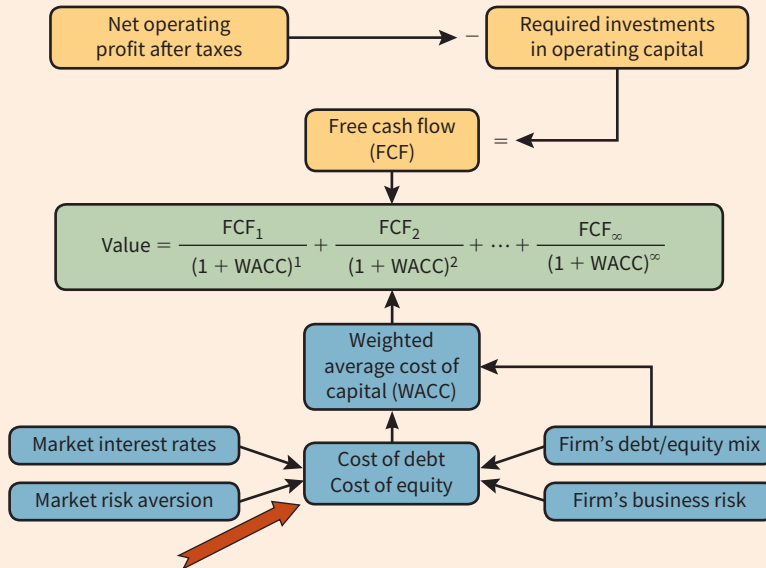 Net operating
profit after taxes
−
Required investments
in operating capital
Free cash flow
(FCF)
=
Value = FCF₁ / (1 + WACC)¹ + FCF₂ / (1 + WACC)² + ... + FCF∞ / (1 + WACC)^∞
Weighted
average cost of
capital (WACC)
Market interest rates
Market risk aversion
Cost of debt
Cost of equity
Firm’s debt/equity mix
Firm’s business risk